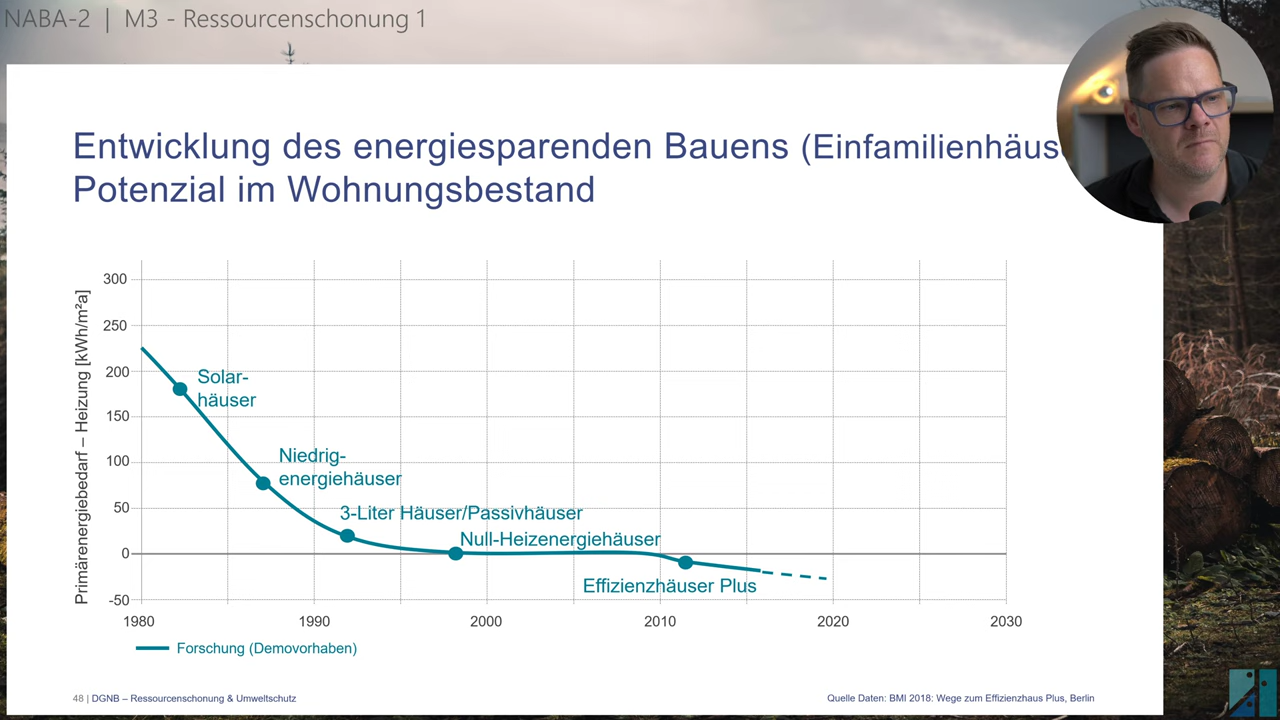 NABA-2 | M3 - Ressourcenschonung 1
Entwicklung des energiesparenden Bauens (Einfamilienhäus
Potenzial im Wohnungsbestand
Primärenergiebedarf – Heizung [kWh/m²a]
300
250
200
150
100
50
0
-50
Solar-
häuser
Niedrig-
energiehäuser
3-Liter Häuser/Passivhäuser
Null-Heizenergiehäuser
Effizienzhäuser Plus
1980 1990 2000 2010 2020 2030
Forschung (Demovorhaben)
48 | DGNB – Ressourcenschonung & Umweltschutz
Quelle Daten: BMI 2018: Wege zum Effizienzhaus Plus, Berlin